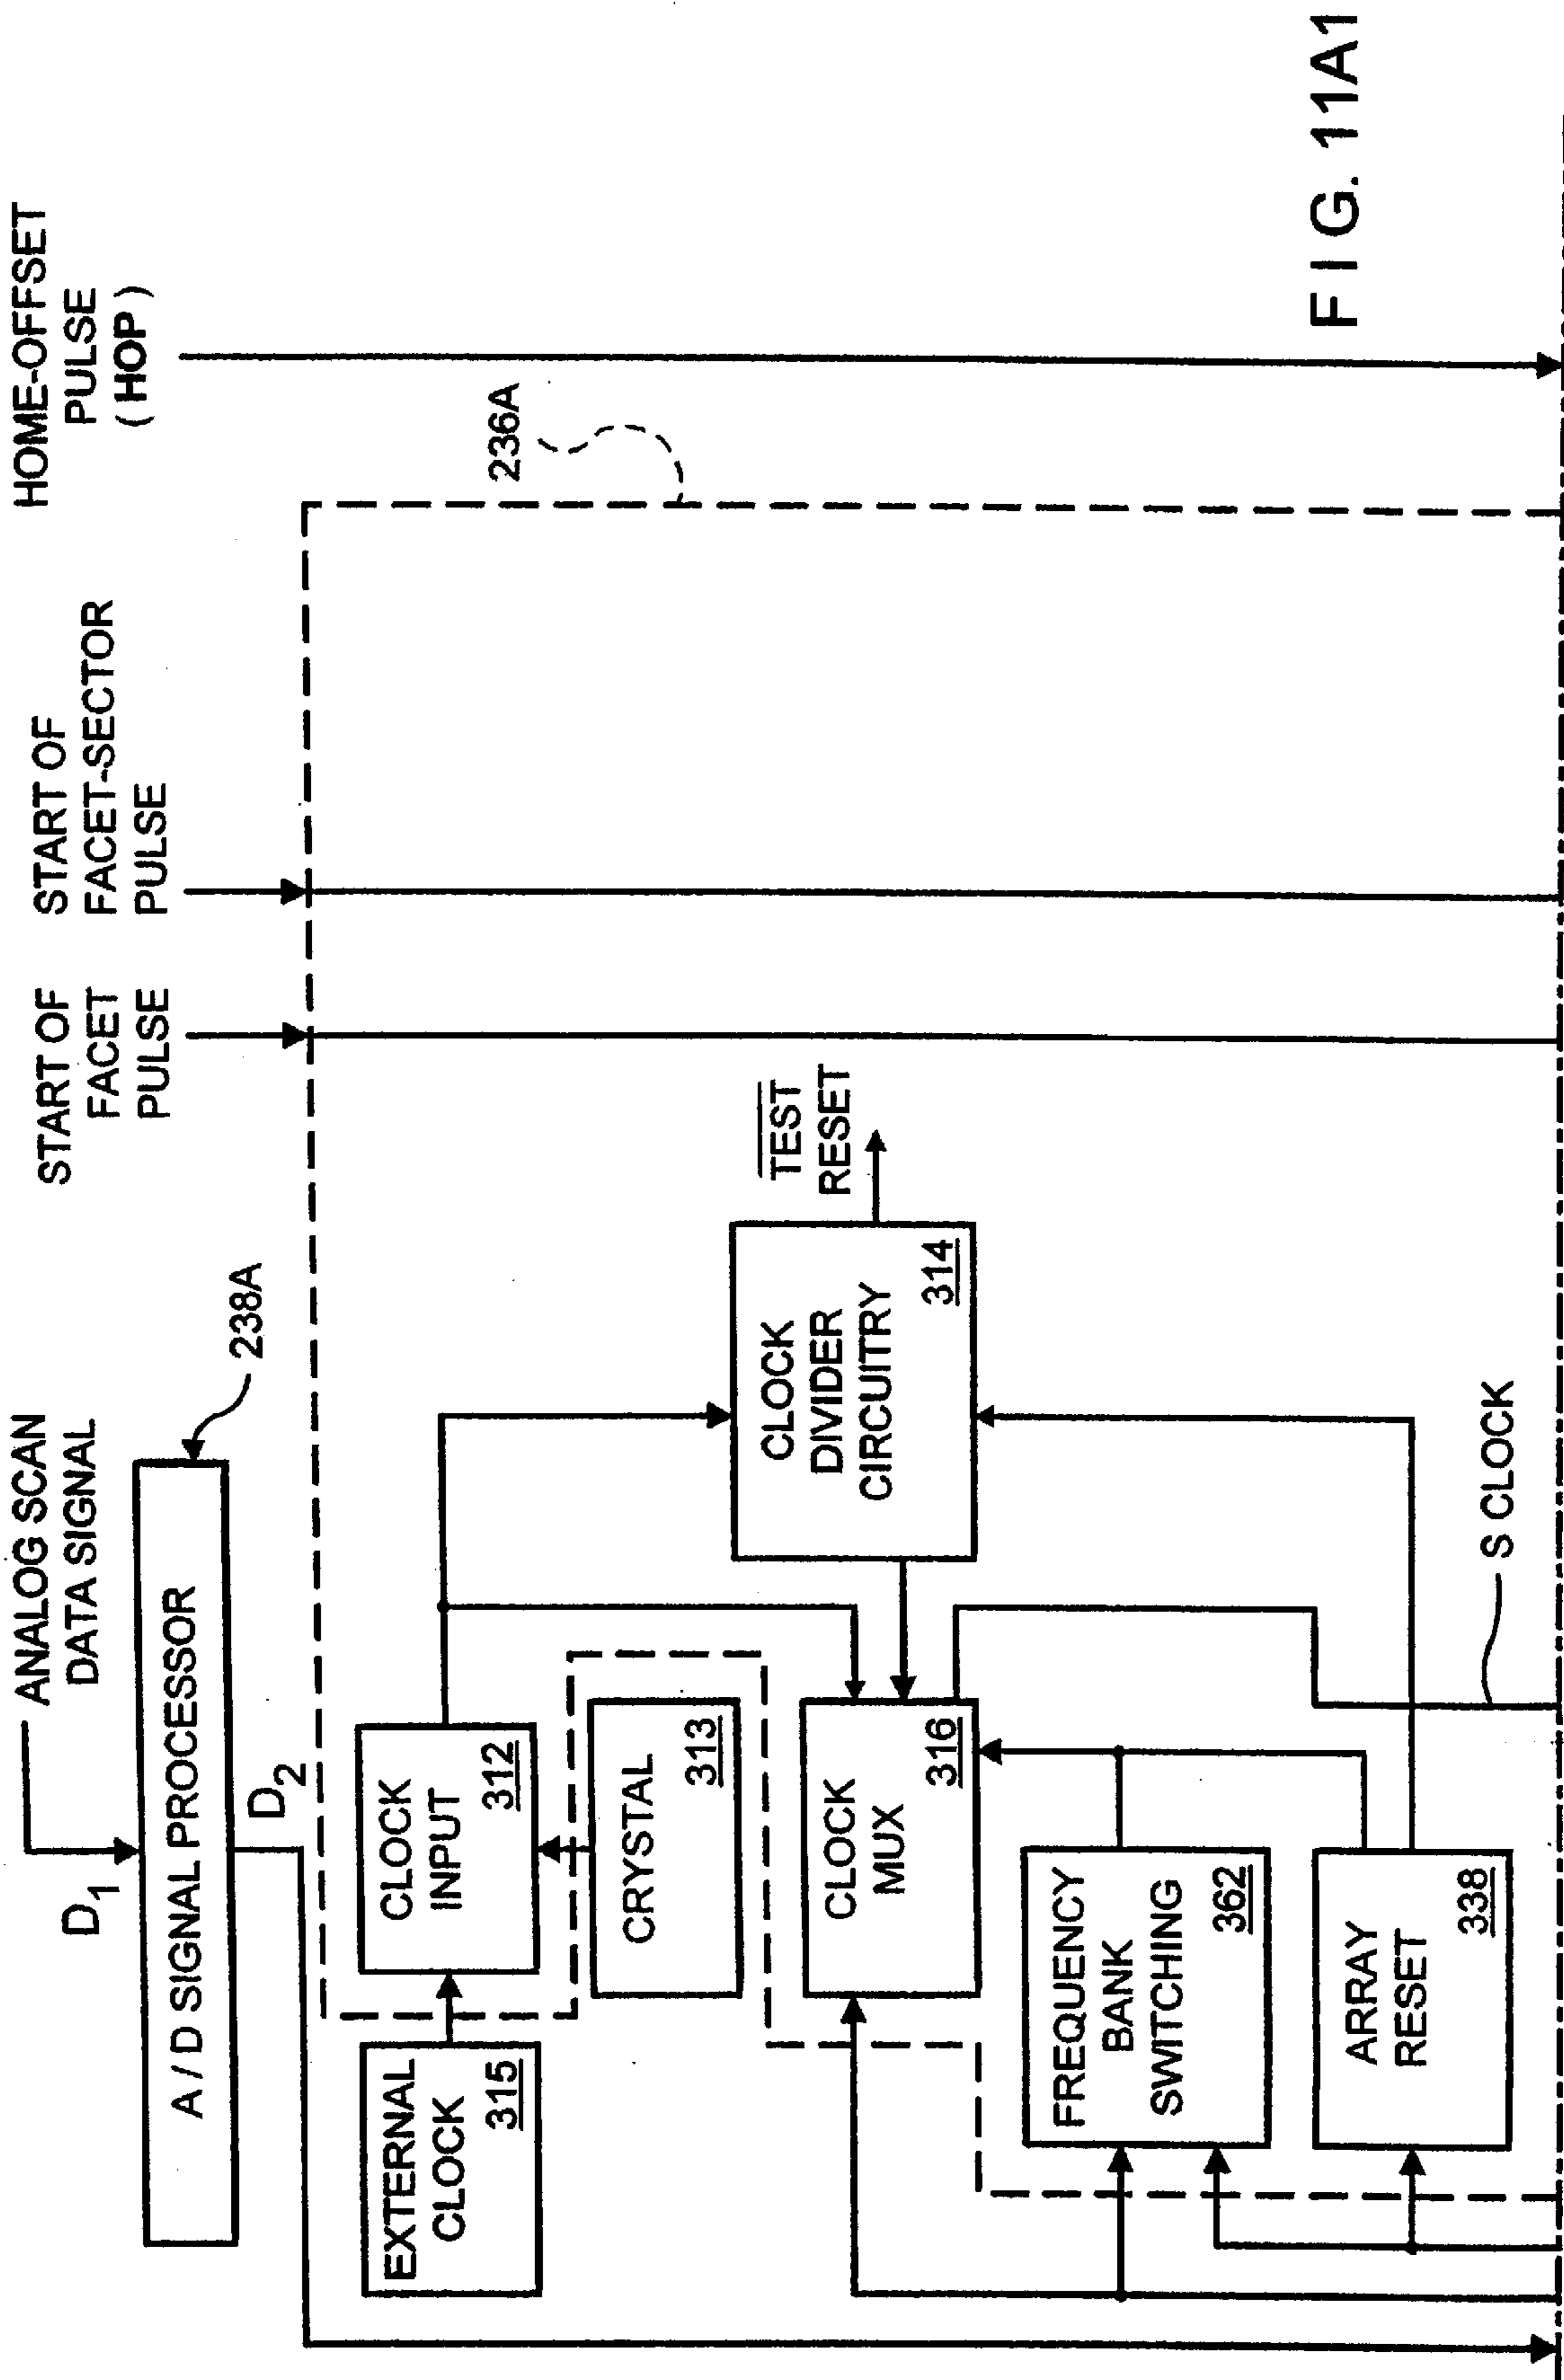 ANALOG SCAN
DATA SIGNAL
D1
A / D SIGNAL PROCESSOR
238A
D2
START OF
FACET
PULSE
START OF
FACET-SECTOR
PULSE
HOME-OFFSET
PULSE
(HOP)
236A
EXTERNAL
CLOCK
315
CLOCK
INPUT
312
CRYSTAL
313
CLOCK
MUX
316
CLOCK
DIVIDER
CIRCUITRY
314
TEST
RESET
FREQUENCY
BANK
SWITCHING
362
ARRAY
RESET
338
S CLOCK
F I G. 11A1